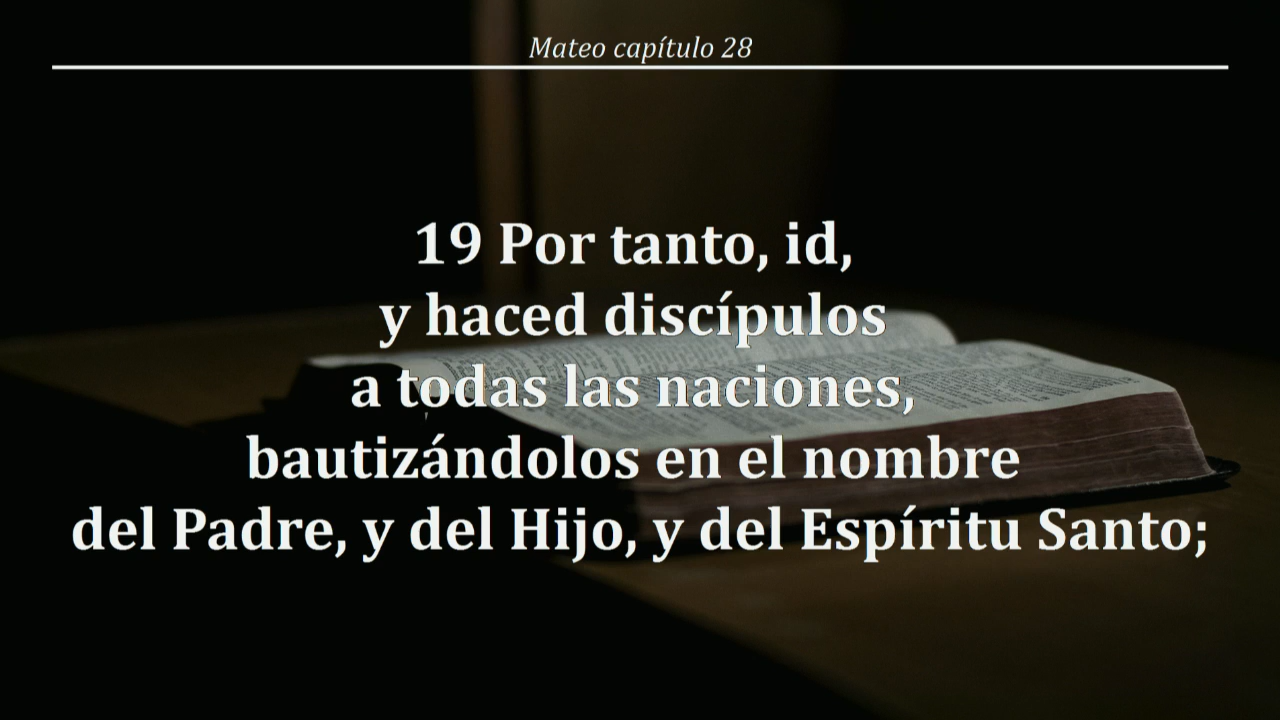 Mateo capítulo 28
19 Por tanto, id,
y haced discípulos
a todas las naciones,
bautizándolos en el nombre
del Padre, y del Hijo, y del Espíritu Santo;